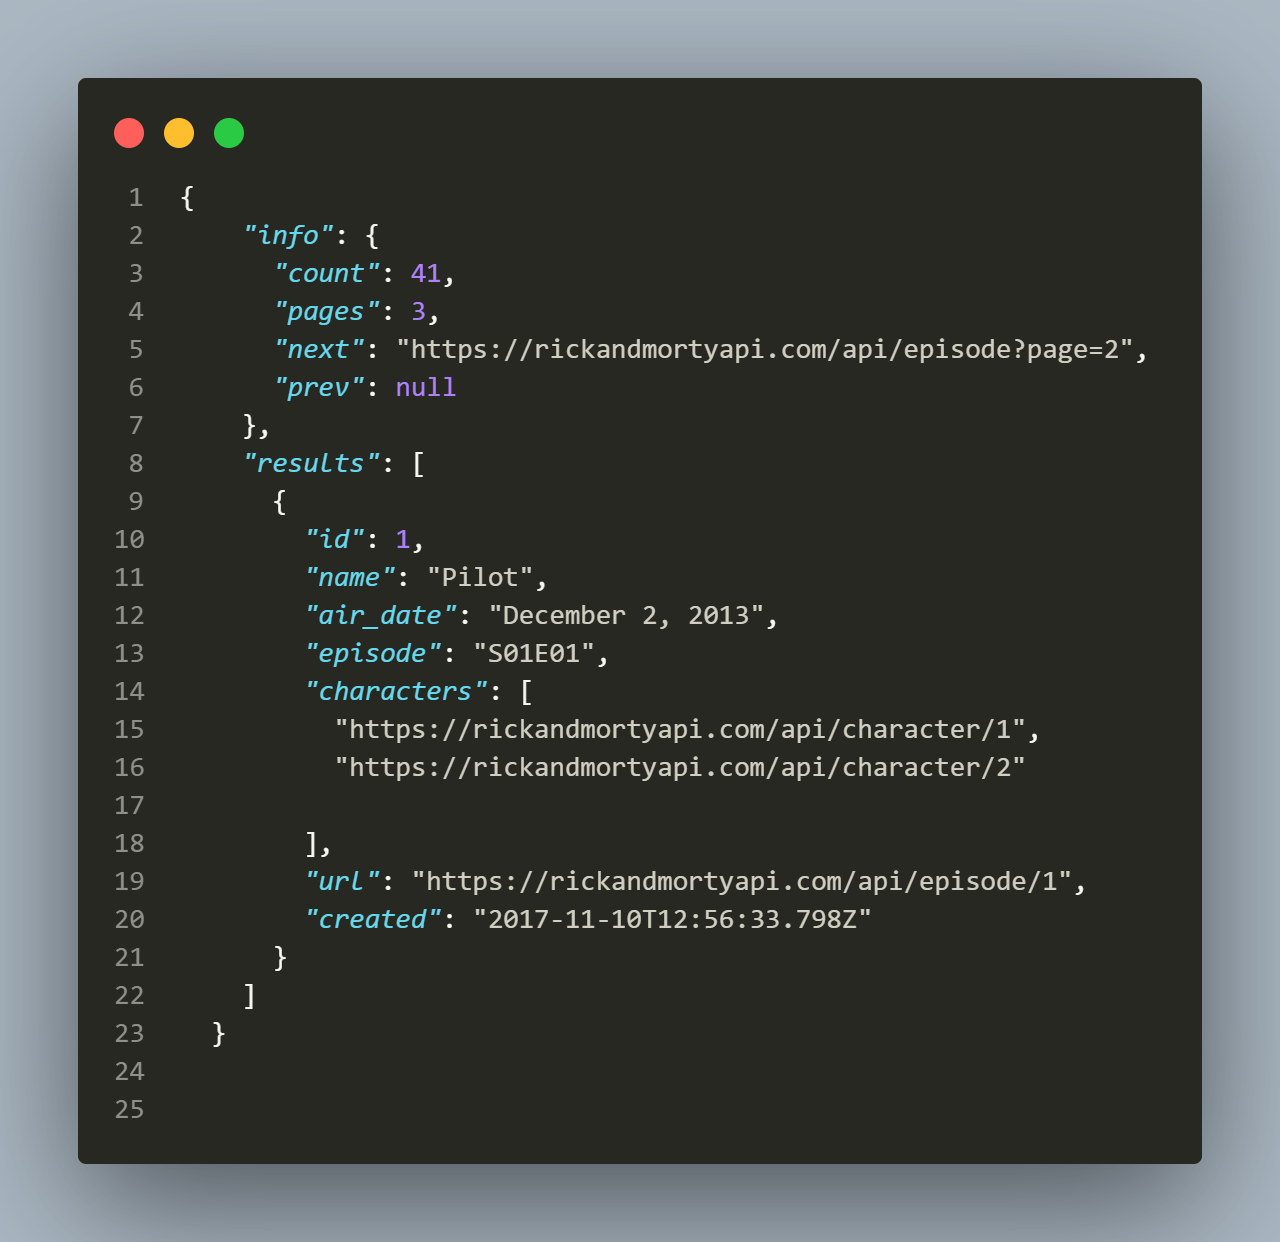 1 {
2     "info": {
3       "count": 41,
4       "pages": 3,
5       "next": "https://rickandmortyapi.com/api/episode?page=2",
6       "prev": null
7     },
8     "results": [
9       {
10         "id": 1,
11         "name": "Pilot",
12         "air_date": "December 2, 2013",
13         "episode": "S01E01",
14         "characters": [
15           "https://rickandmortyapi.com/api/character/1",
16           "https://rickandmortyapi.com/api/character/2"
17
18         ],
19         "url": "https://rickandmortyapi.com/api/episode/1",
20         "created": "2017-11-10T12:56:33.798Z"
21       }
22     ]
23   }
24
25